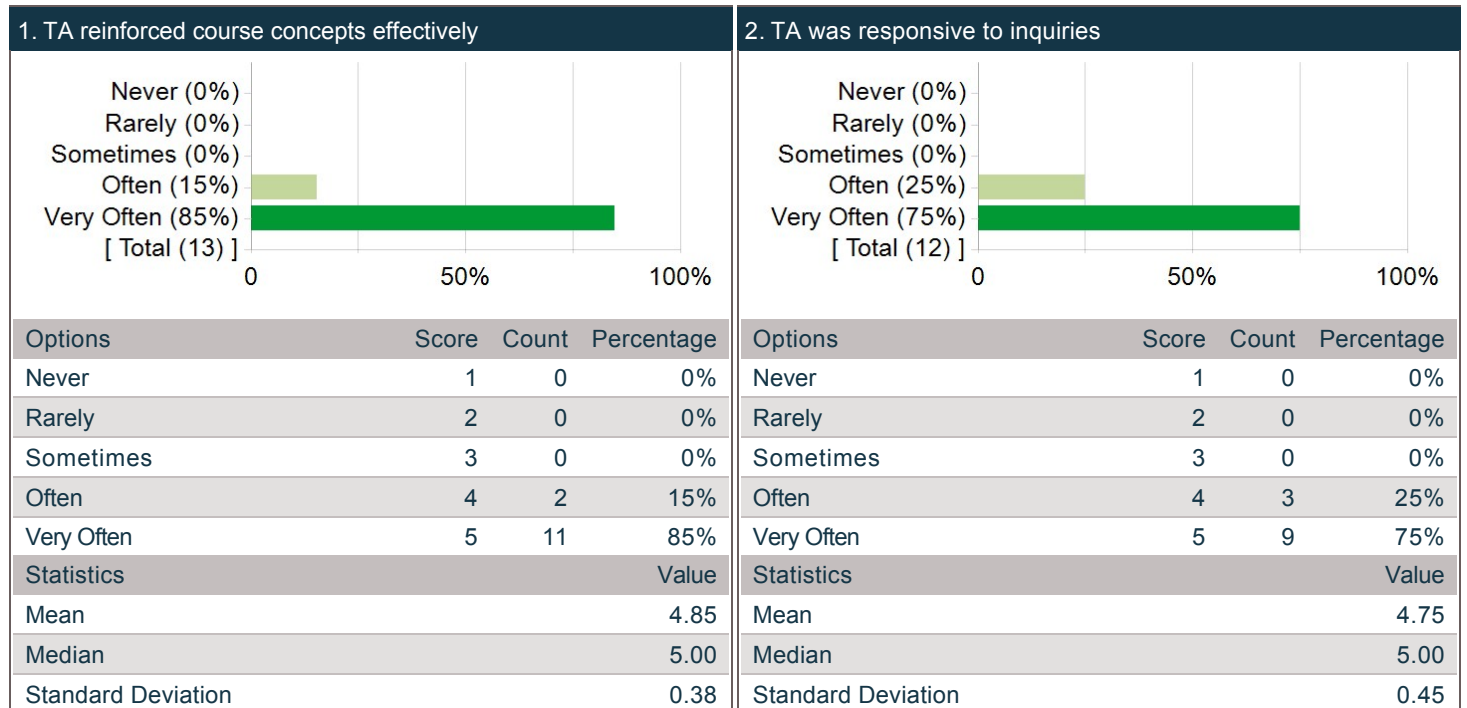 1. TA reinforced course concepts effectively
Never (0%)
Rarely (0%)
Sometimes (0%)
Often (15%)
Very Often (85%)
[ Total (13) ]
0 50% 100%
Options Score Count Percentage
Never 1 0 0%
Rarely 2 0 0%
Sometimes 3 0 0%
Often 4 2 15%
Very Often 5 11 85%
Statistics Value
Mean 4.85
Median 5.00
Standard Deviation 0.38
2. TA was responsive to inquiries
Never (0%)
Rarely (0%)
Sometimes (0%)
Often (25%)
Very Often (75%)
[ Total (12) ]
0 50% 100%
Options Score Count Percentage
Never 1 0 0%
Rarely 2 0 0%
Sometimes 3 0 0%
Often 4 3 25%
Very Often 5 9 75%
Statistics Value
Mean 4.75
Median 5.00
Standard Deviation 0.45